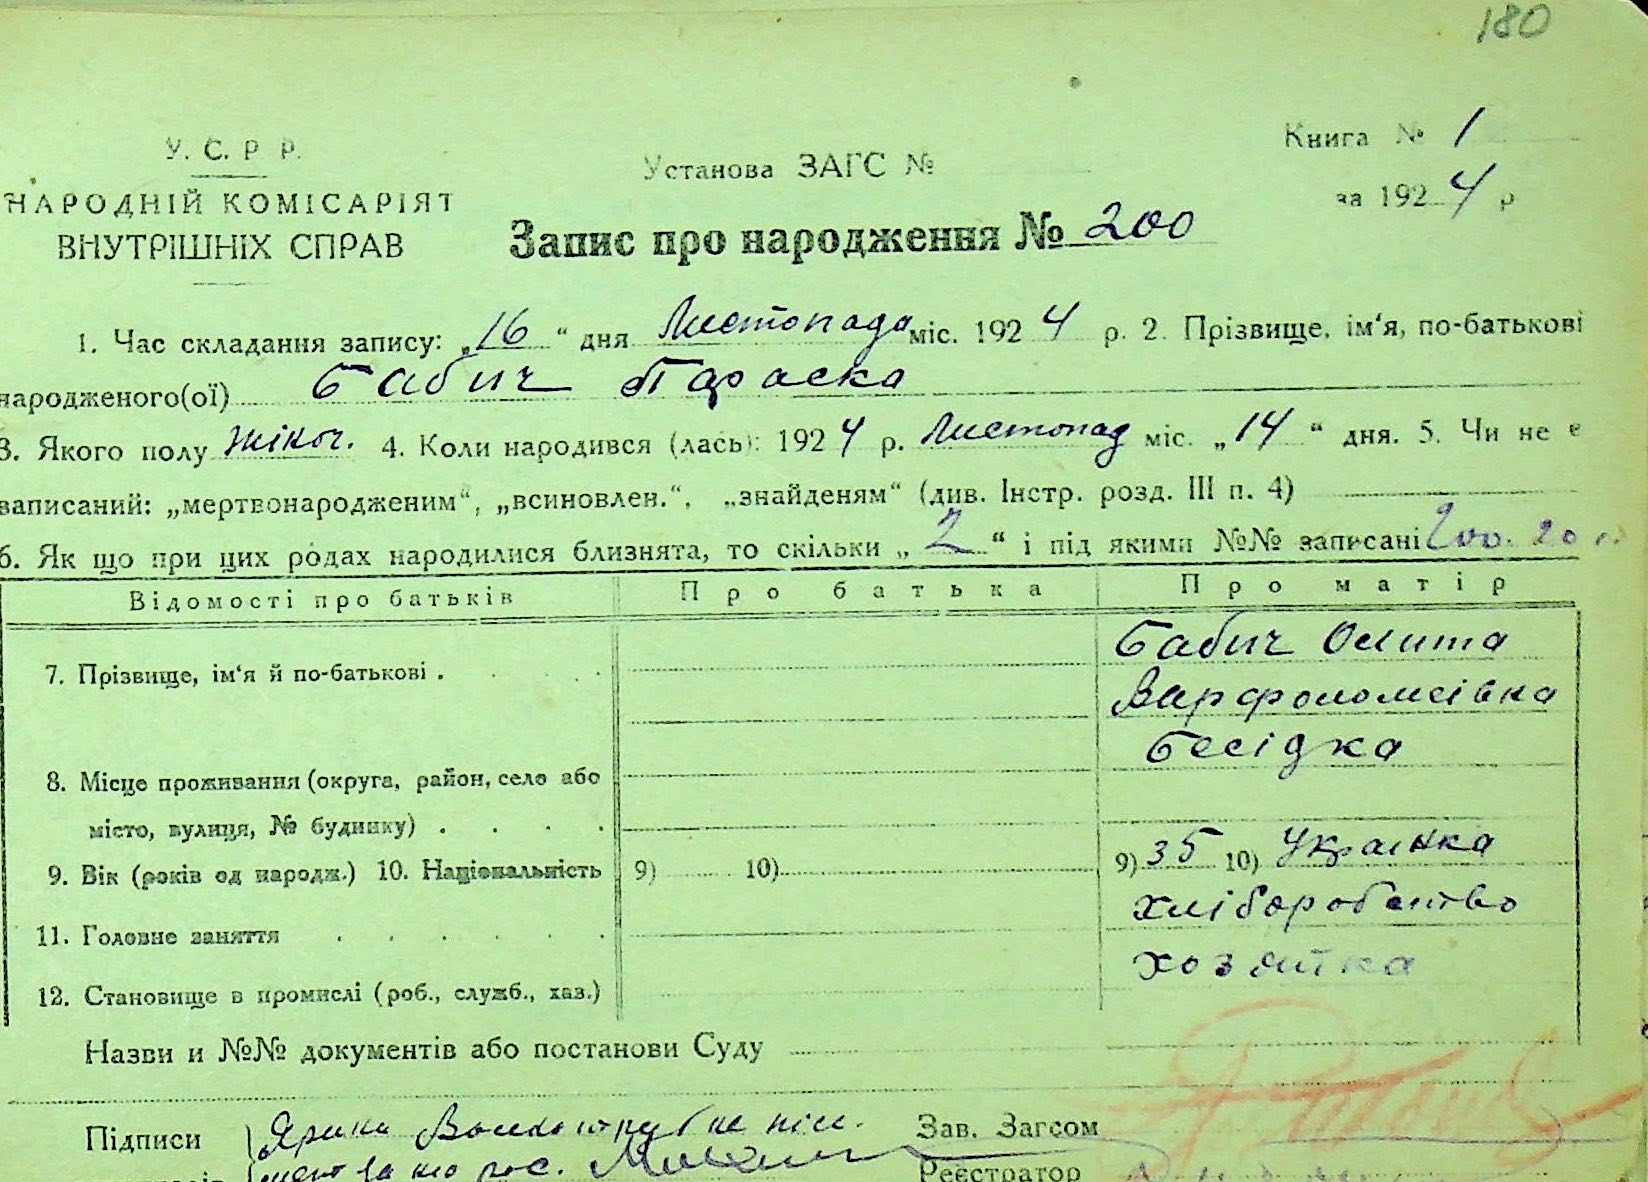 180
У. С. Р Р.
НАРОДНІЙ КОМІСАРІЯТ
ВНУТРІШНІХ СПРАВ
Установа ЗАГС №
Книга № 1
за 1924 р
Запис про народження № 200
1. Час складання запису: „16“ дня Листопада міс. 1924 р. 2. Прізвище, ім‘я, по-батькові
народженого(ої) Бабич Параска
3. Якого полу жіноч. 4. Коли народився (лась): 1924 р. Листопад міс. „14“ дня. 5. Чи не є
записаний: „мертвонародженим“, „всиновлен.“, „знайденям“ (див. Інстр. розд. III п. 4)
6. Як що при цих родах народилися близнята, то скільки „2“ і під якими №№ записані 200.
Відомості про батьків Про батька Про матір
7. Прізвище, ім‘я й по-батькові . Бабич
Варфоломеівна
8. Місце проживання (округа, район, село або Бесідка
місто, вулиця, № будинку) .
9. Вік (років од народж.) 10. Національність 9) 10) 9) 35 10) Украінка
11. Головне заняття хліборобство
12. Становище в промислі (роб., служб., хаз.) хозяйка
Назви и №№ документів або постанови Суду
Підписи Зав. Загсом
Реєстратор